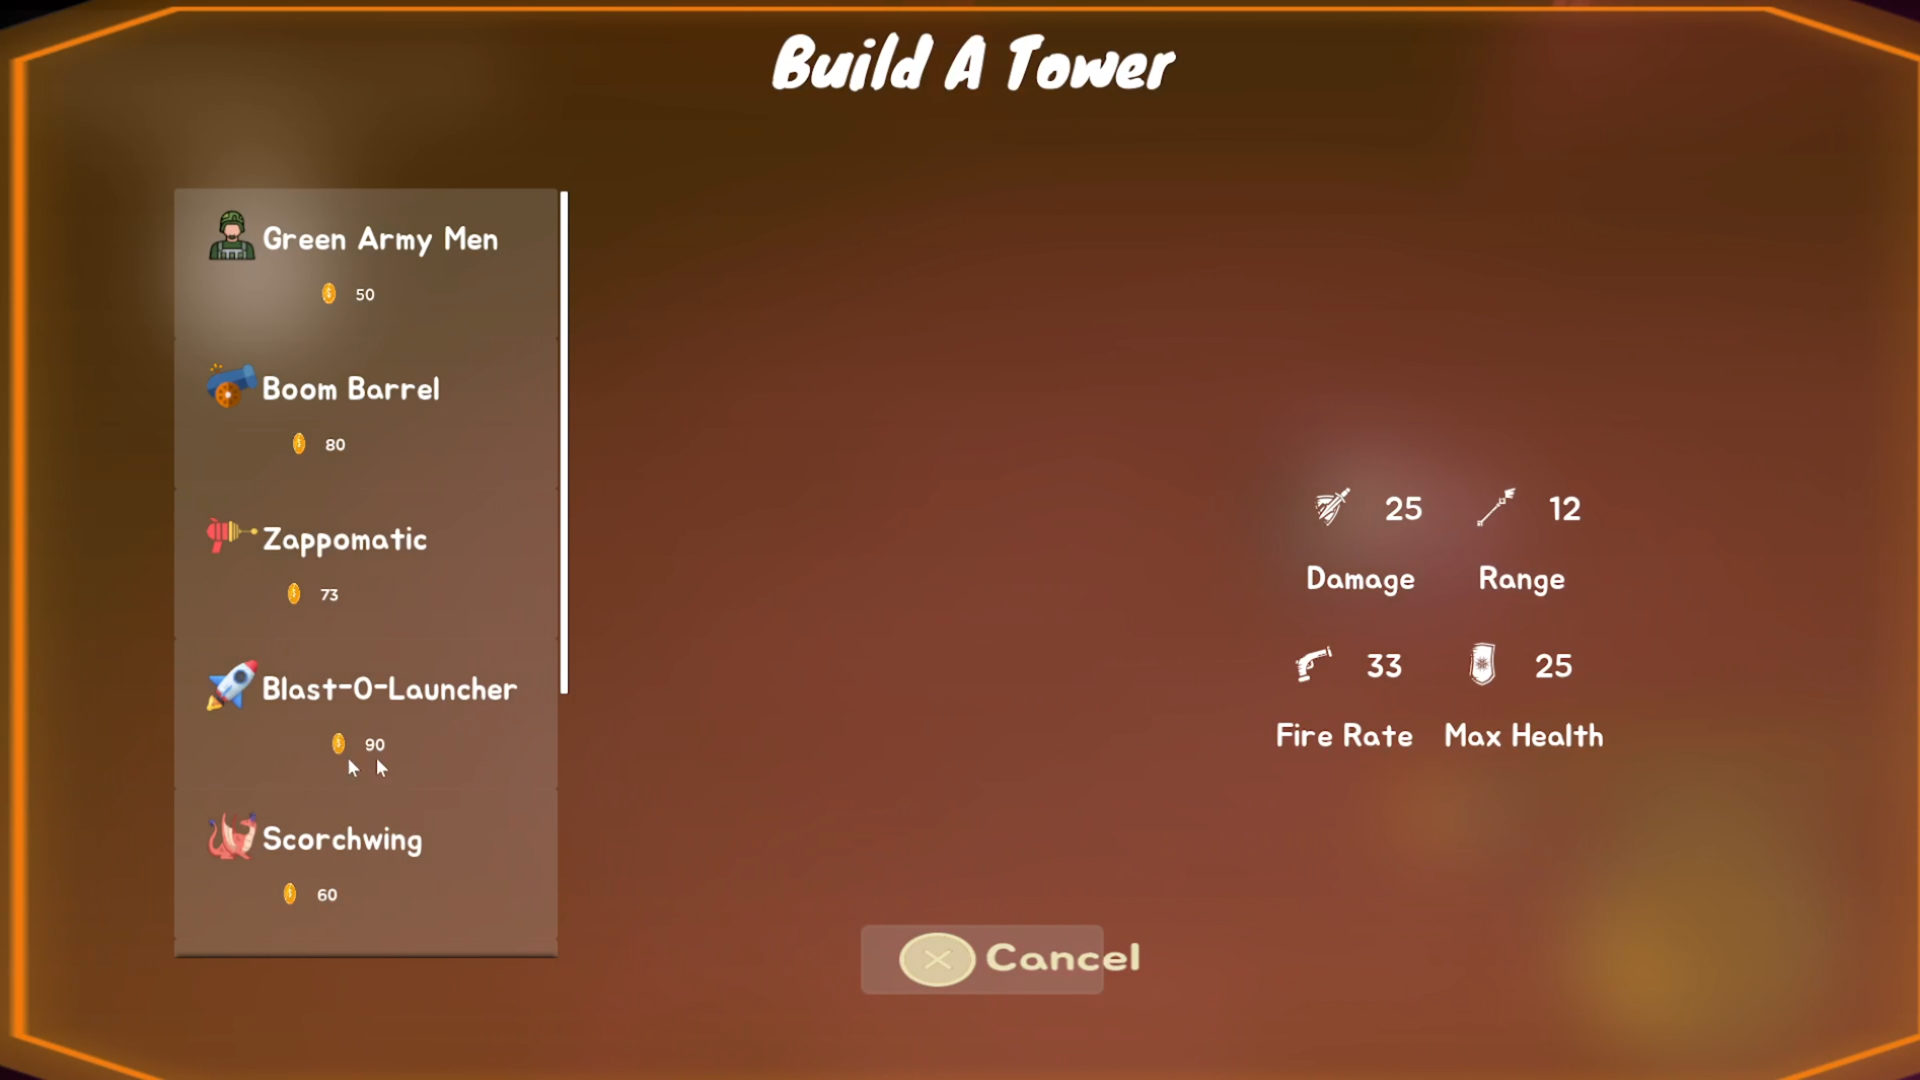 Build A Tower
Green Army Men
50
Boom Barrel
80
Zappomatic
73
Blast-O-Launcher
90
Scorchwing
60
25 12
Damage Range
33 25
Fire Rate Max Health
Cancel